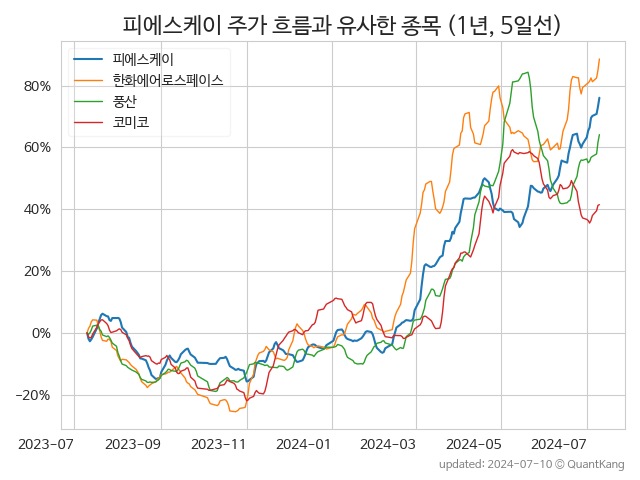 피에스케이 주가 흐름과 유사한 종목 (1년, 5일선)
피에스케이
한화에어로스페이스
풍산
코미코
80%
60%
40%
20%
0%
−20%
2023-07 2023-09 2023-11 2024-01 2024-03 2024-05 2024-07
updated: 2024-07-10 © QuantKang